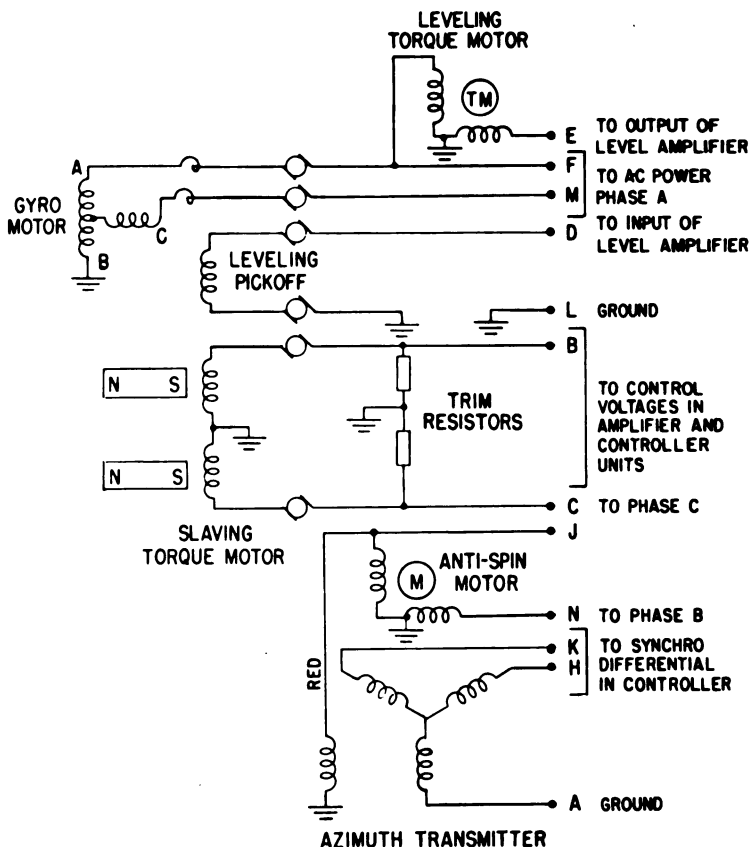 LEVELING
TORQUE MOTOR
TM
E TO OUTPUT OF
LEVEL AMPLIFIER
A
F
TO AC POWER
M PHASE A
GYRO
MOTOR
C
B
D TO INPUT OF
LEVEL AMPLIFIER
LEVELING
PICKOFF
L GROUND
B
N S
TRIM
RESISTORS
TO CONTROL
VOLTAGES IN
AMPLIFIER AND
CONTROLLER
UNITS
N S
C TO PHASE C
SLAVING
TORQUE MOTOR
J
ANTI-SPIN
MOTOR
M
N TO PHASE B
K TO SYNCHRO
H DIFFERENTIAL
IN CONTROLLER
RED
A GROUND
AZIMUTH TRANSMITTER